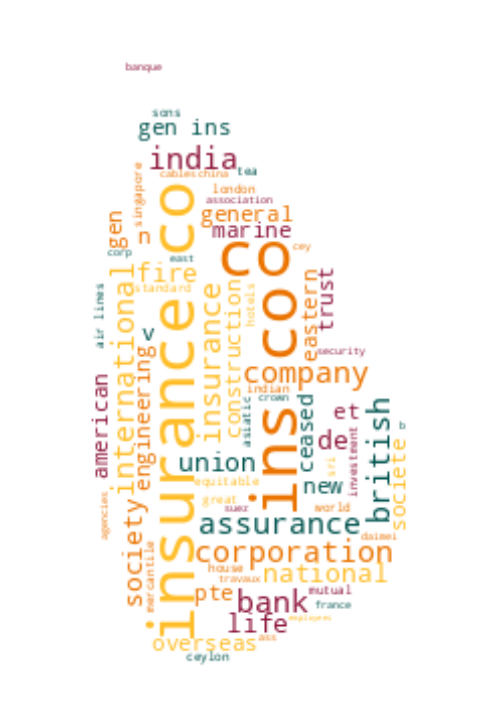 banque
sons
gen ins
india
tea
cables
china
singapore
london
association
general
gen
n
marine
co
cey
corp
east
fire
standard
insurance co
international
air lines
v
insurance
construction
hotels
ins co
eastern
trust
security
company
engineering
american
indian
crown
asiatic
ceased
et
de
british
br
societe
investment
sri
union
equitable
new
great
suez
world
agencies
society
mercantile
assurance
daimei
corporation
house
travaux
national
pte
bank
mutual
france
life
employees
overseas
ass
ceylon